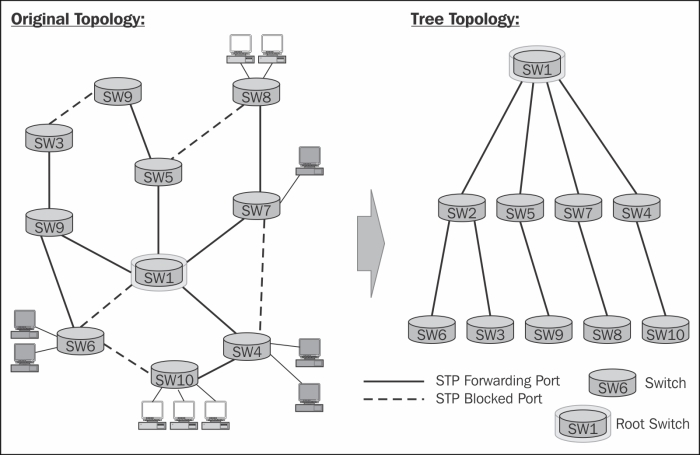 Original Topology:
SW9
SW8
SW3
SW5
SW9
SW7
SW1
SW6
SW4
SW10
Tree Topology:
SW1
SW2
SW5
SW7
SW4
SW6
SW3
SW9
SW8
SW10
STP Forwarding Port
STP Blocked Port
SW6
Switch
SW1
Root Switch